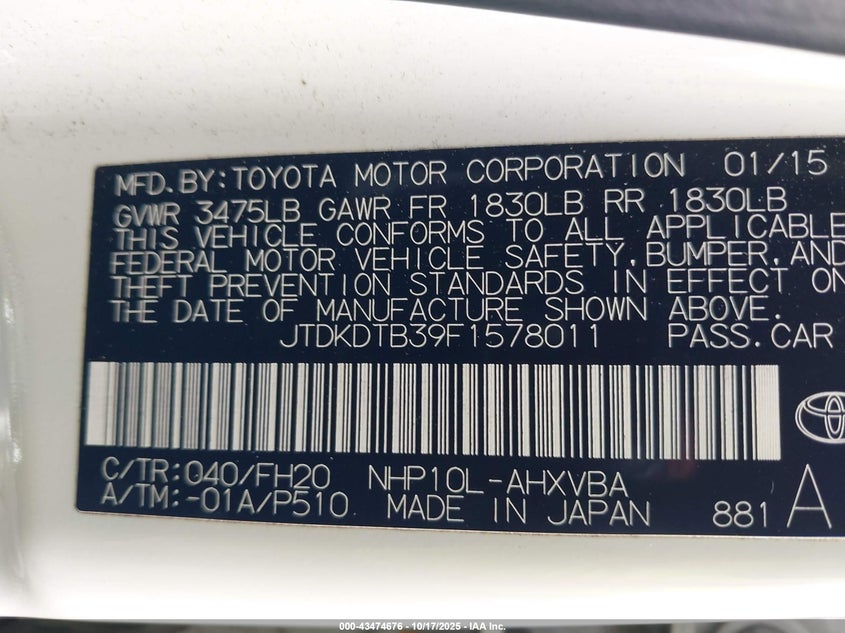 MFD.BY:TOYOTA MOTOR CORPORATION 01/15
GVWR 3475LB GAWR FR 1830LB RR 1830LB
THIS VEHICLE CONFORMS TO ALL APPLICABLE
FEDERAL MOTOR VEHICLE SAFETY,BUMPER,AND
THEFT PREVENTION STANDARDS IN EFFECT ON
THE DATE OF MANUFACTURE SHOWN ABOVE.
JTDKDTB39F1578011 PASS.CAR
C/TR:040/FH20 NHP10L-AHXVBA
A/TM:-01A/P510 MADE IN JAPAN 881 A
000-43474676 - 10/17/2025 - IAA Inc.